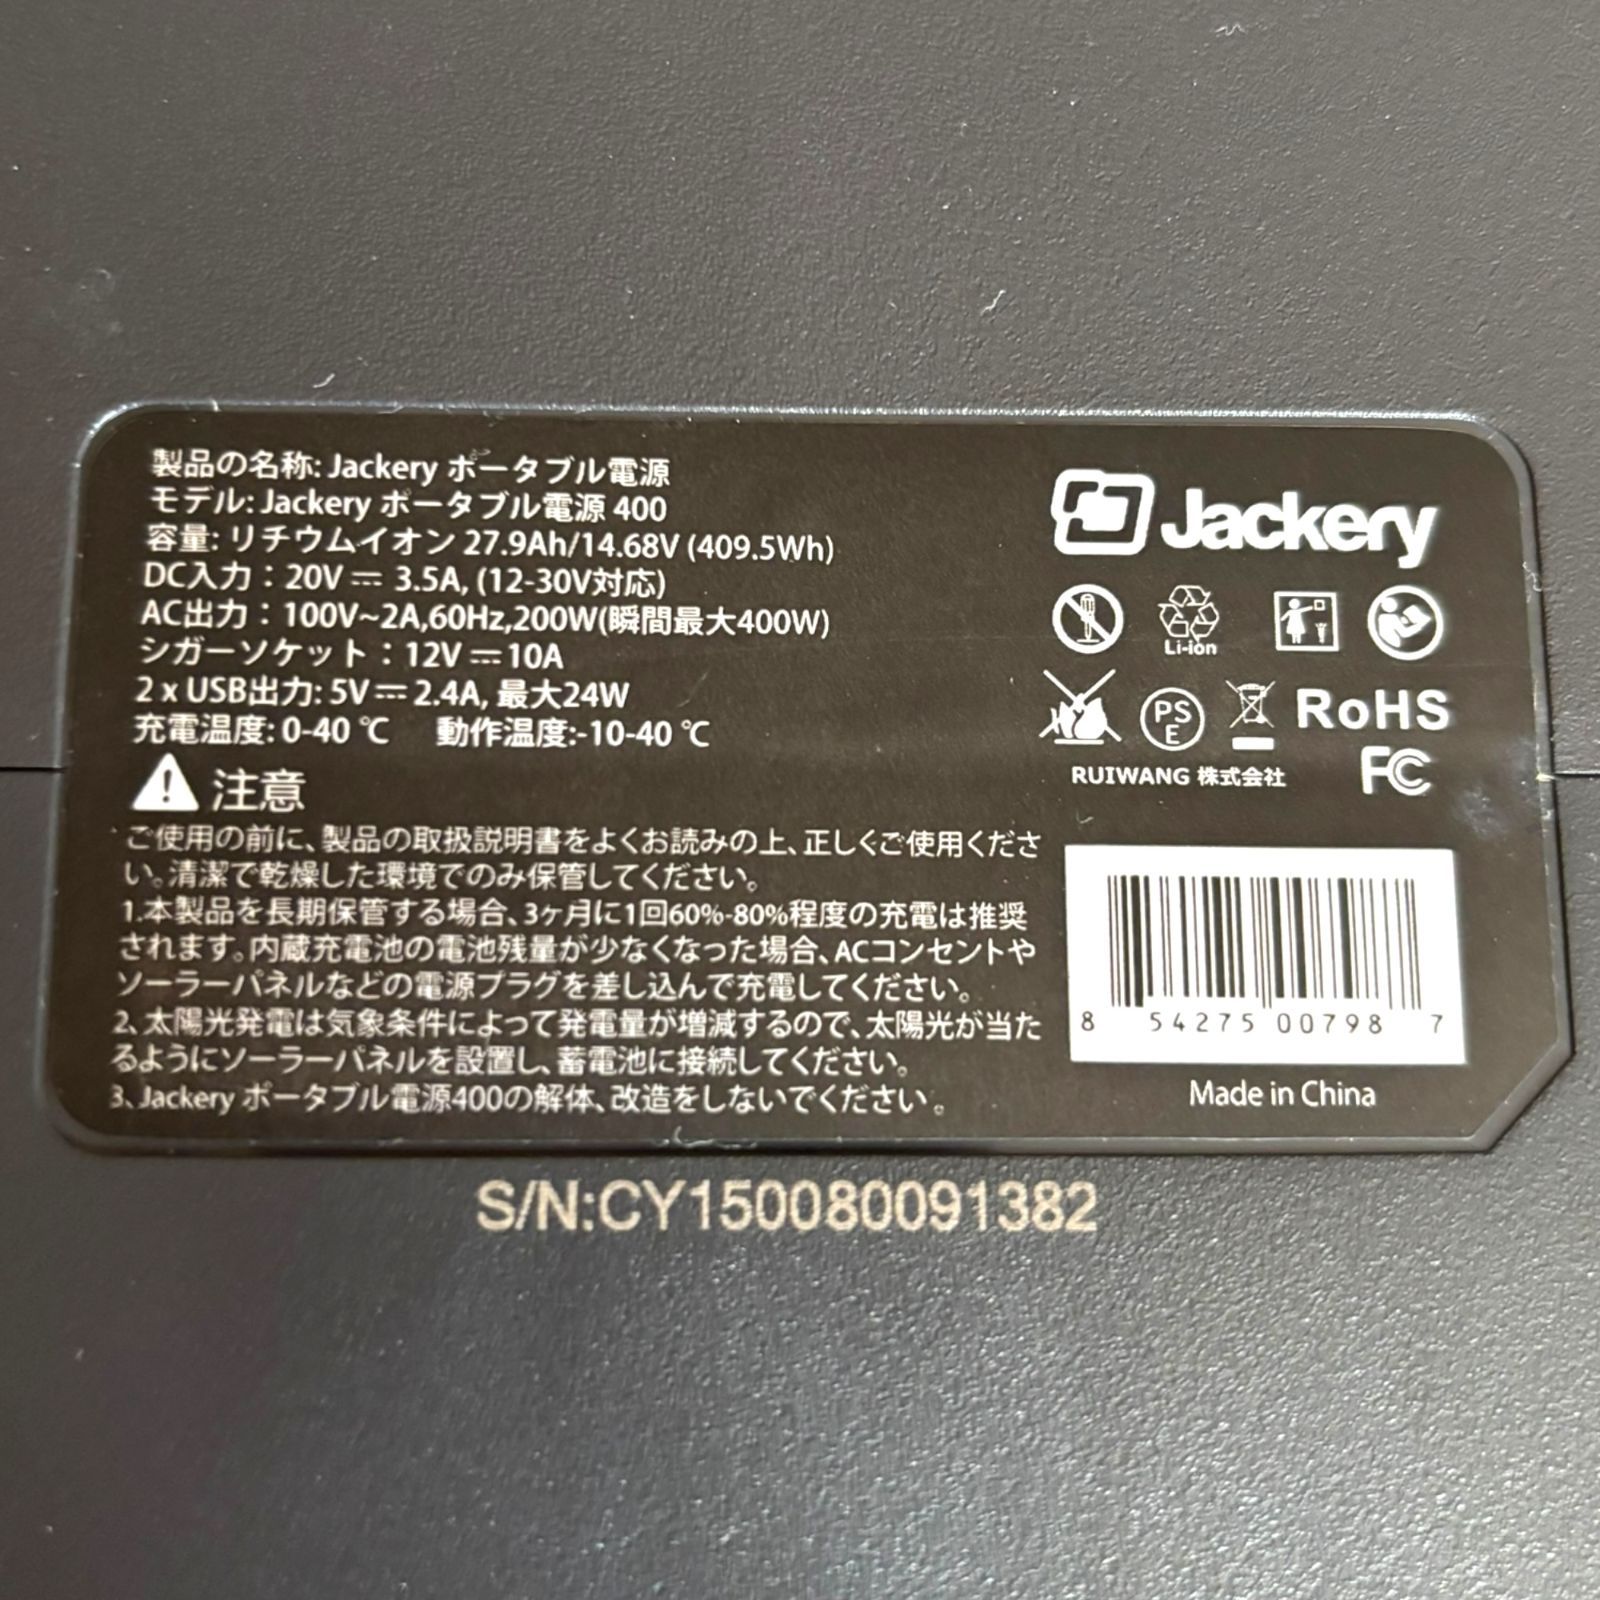 製品の名称: Jackery ポータブル電源
モデル: Jackery ポータブル電源 400
容量: リチウムイオン 27.9Ah/14.68V (409.5Wh)
DC入力：20V ⎓ 3.5A, (12-30V対応)
AC出力：100V~2A,60Hz,200W(瞬間最大400W)
シガーソケット：12V ⎓ 10A
2 x USB出力: 5V ⎓ 2.4A, 最大24W
充電温度: 0-40 ℃ 動作温度:-10-40 ℃
注意
ご使用の前に、製品の取扱説明書をよくお読みの上、正しくご使用くださ
い。清潔で乾燥した環境でのみ保管してください。
1.本製品を長期保管する場合、3ヶ月に1回60%-80%程度の充電は推奨
されます。内蔵充電池の電池残量が少なくなった場合、ACコンセントや
ソーラーパネルなどの電源プラグを差し込んで充電してください。
2、太陽光発電は気象条件によって発電量が増減するので、太陽光が当た
るようにソーラーパネルを設置し、蓄電池に接続してください。
3、Jackery ポータブル電源400の解体、改造をしないでください。
Jackery
Li-ion
PS
E
RoHS
RUIWANG 株式会社
FC
8 54275 00798 7
Made in China
S/N:CY150080091382